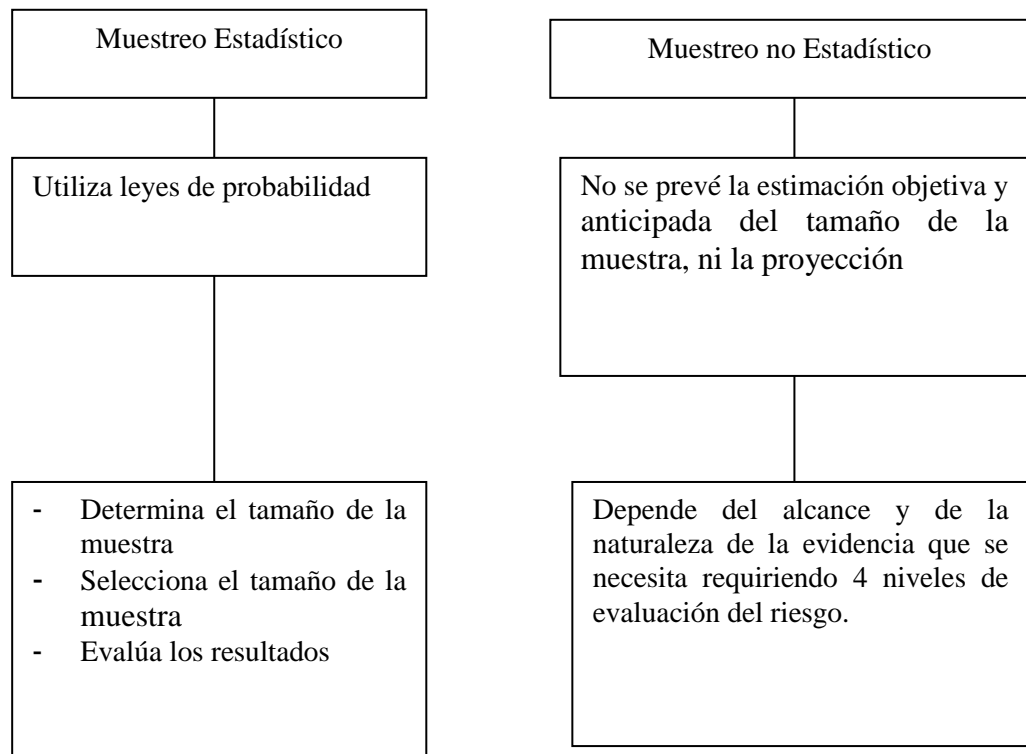 Muestreo Estadístico
Utiliza leyes de probabilidad
- Determina el tamaño de la
muestra
- Selecciona el tamaño de la
muestra
- Evalúa los resultados
Muestreo no Estadístico
No se prevé la estimación objetiva y
anticipada del tamaño de la
muestra, ni la proyección
Depende del alcance y de la
naturaleza de la evidencia que se
necesita requiriendo 4 niveles de
evaluación del riesgo.